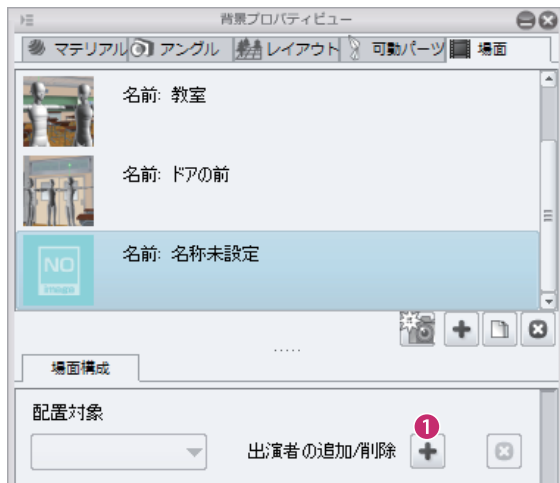 背景プロパティビュー
マテリアル アングル レイアウト 可動パーツ 場面
名前: 教室
名前: ドアの前
NO
image
名前: 名称未設定
場面構成
配置対象
1
出演者の追加/削除